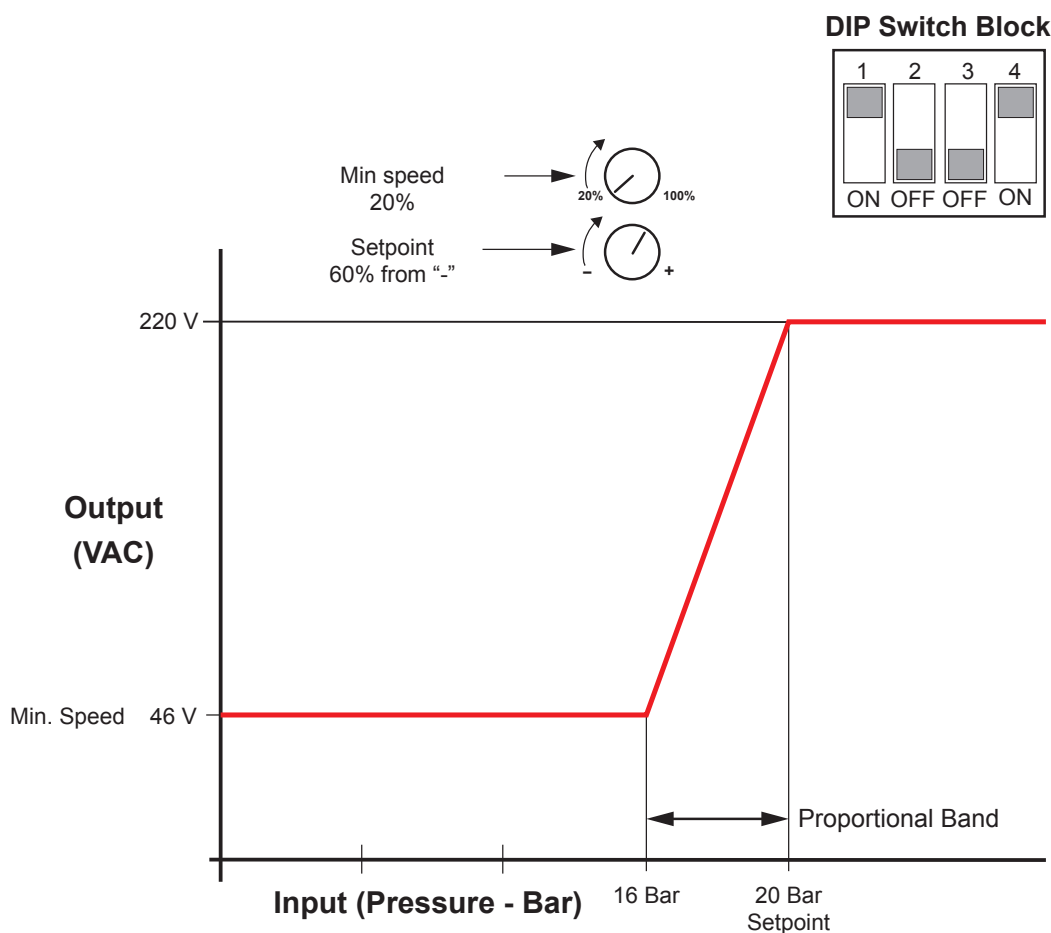 DIP Switch Block
1 2 3 4
ON OFF OFF ON
Min speed
20%
20% 100%
Setpoint
60% from “-”
– +
220 V
Output
(VAC)
Min. Speed 46 V
Proportional Band
Input (Pressure - Bar)
16 Bar
20 Bar
Setpoint